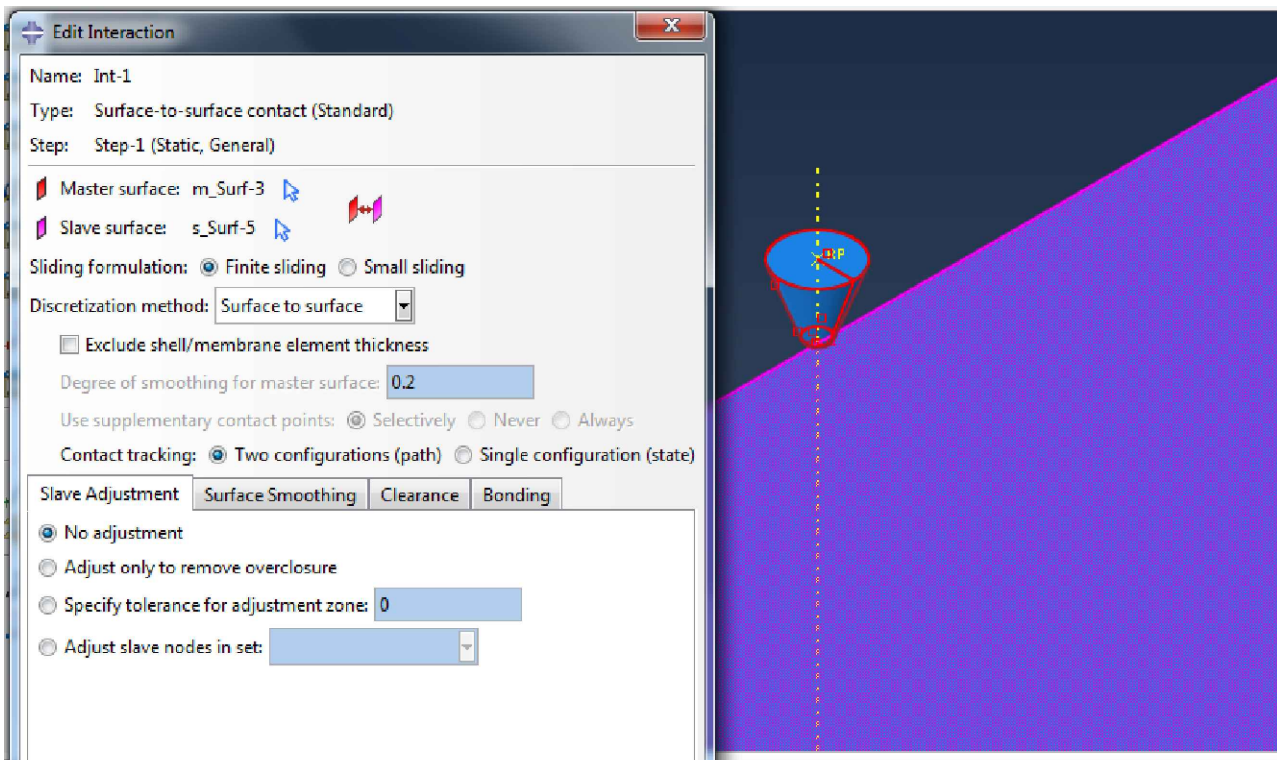 Edit Interaction
Name: Int-1
Type: Surface-to-surface contact (Standard)
Step: Step-1 (Static, General)
Master surface: m_Surf-3
Slave surface: s_Surf-5
Sliding formulation: Finite sliding Small sliding
Discretization method: Surface to surface
Exclude shell/membrane element thickness
Degree of smoothing for master surface: 0.2
Use supplementary contact points: Selectively Never Always
Contact tracking: Two configurations (path) Single configuration (state)
Slave Adjustment Surface Smoothing Clearance Bonding
No adjustment
Adjust only to remove overclosure
Specify tolerance for adjustment zone: 0
Adjust slave nodes in set:
RP